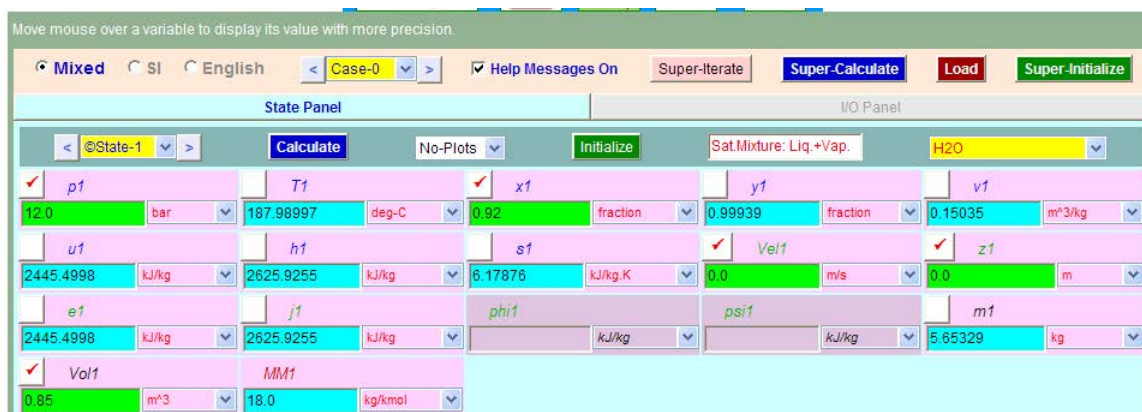 Move mouse over a variable to display its value with more precision.
Mixed SI English < Case-0 > Help Messages On Super-Iterate Super-Calculate Load Super-Initialize
State Panel I/O Panel
< ©State-1 > Calculate No-Plots Initialize Sat.Mixture: Liq.+Vap. H2O
p1 T1 x1 y1 v1
12.0 bar 187.98997 deg-C 0.92 fraction 0.99939 fraction 0.15035 m^3/kg
u1 h1 s1 Vel1 z1
2445.4998 kJ/kg 2625.9255 kJ/kg 6.17876 kJ/kg.K 0.0 m/s 0.0 m
e1 j1 phi1 psi1 m1
2445.4998 kJ/kg 2625.9255 kJ/kg kJ/kg kJ/kg 5.65329 kg
Vol1 MM1
0.85 m^3 18.0 kg/kmol